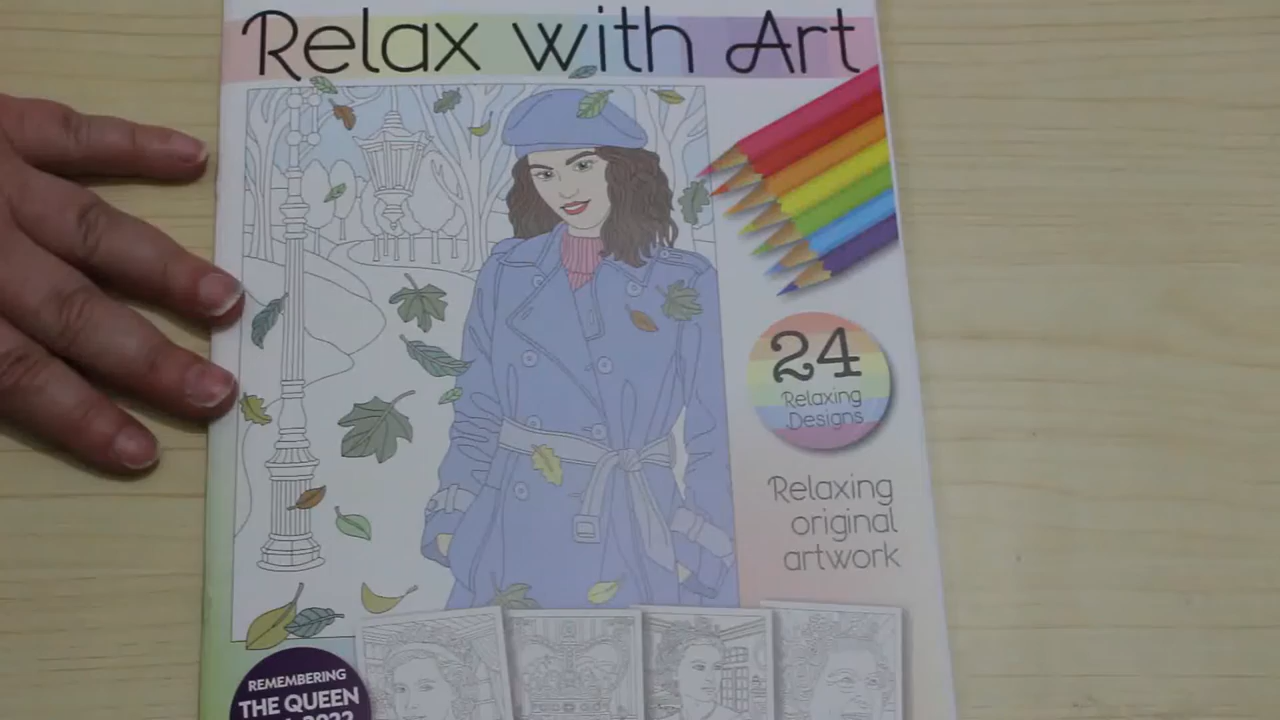 Relax with Art
24
Relaxing
Designs
Relaxing
original
artwork
REMEMBERING
THE QUEEN